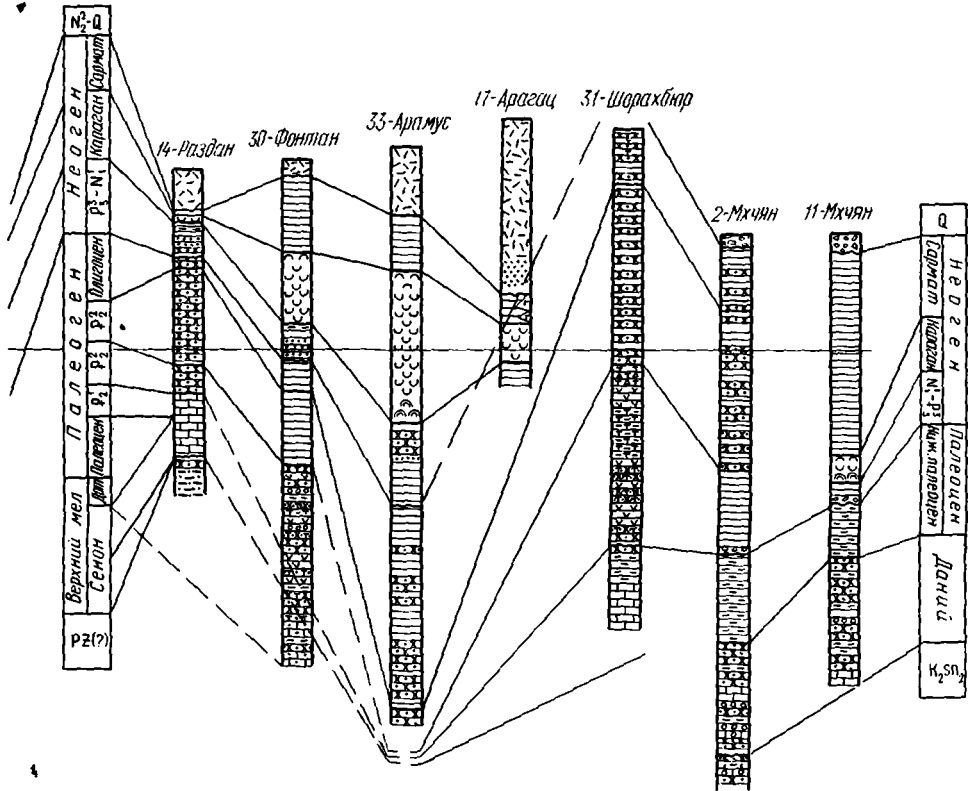 N₂²-Q
Неоген
Сармат
Караган
P₃³-N₁¹
Палеоген
Олигоцен
P₂³
P₂²
P₂¹
Палеоцен
Верхний мел
Дат
Сенон
PZ(?)
14-Раздан
30-Фонтан
33-Арамус
17-Арагац
31-Шорахбюр
2-Мхчян
11-Мхчян
Q
Неоген
Сармат
Караган
N₁¹-P₃³
Палеоцен
Ниж. палеоцен
Даний
K₂sn₂